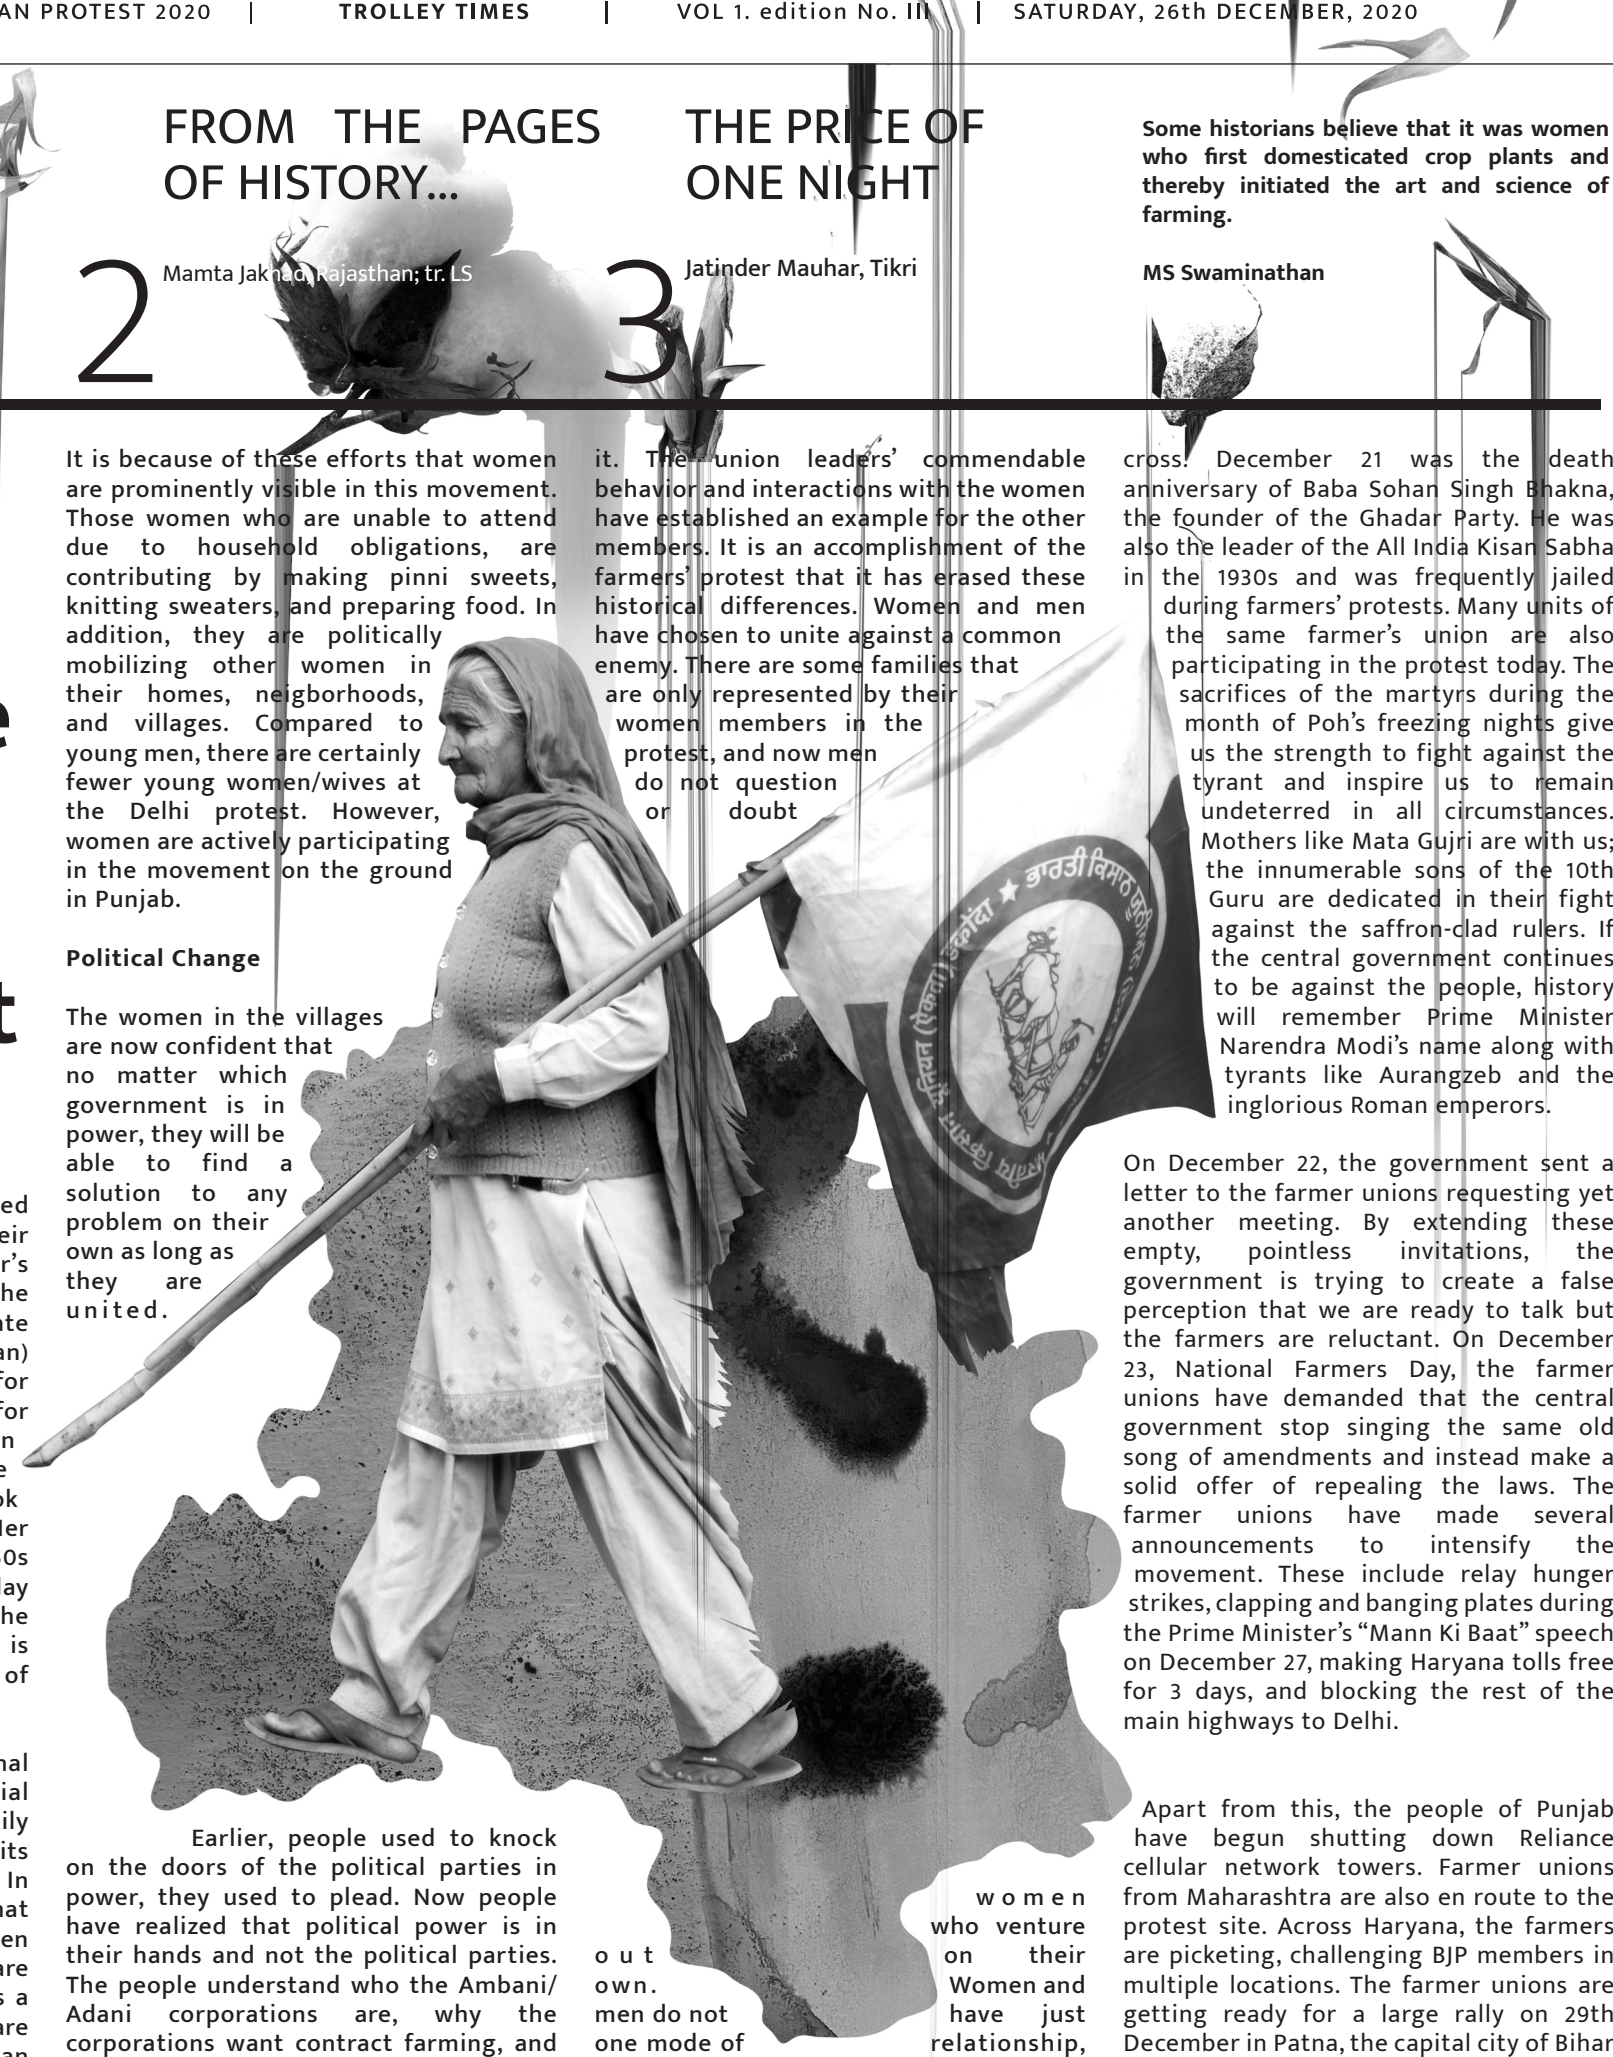 AN PROTEST 2020 | TROLLEY TIMES | VOL 1. edition No. III | SATURDAY, 26th DECEMBER, 2020
FROM THE PAGES
OF HISTORY...
Mamta Jakhad, Rajasthan; tr. LS
2
THE PRICE OF
ONE NIGHT
Jatinder Mauhar, Tikri
3
Some historians believe that it was women
who first domesticated crop plants and
thereby initiated the art and science of
farming.
MS Swaminathan
e
t
ed
eir
r’s
he
ate
an)
for
for
n
e
ok
ler
60s
lay
he
is
of
nal
ial
ily
its
In
hat
en
are
s a
are
an
It is because of these efforts that women
are prominently visible in this movement.
Those women who are unable to attend
due to household obligations, are
contributing by making pinni sweets,
knitting sweaters, and preparing food. In
addition, they are politically
mobilizing other women in
their homes, neigborhoods,
and villages. Compared to
young men, there are certainly
fewer young women/wives at
the Delhi protest. However,
women are actively participating
in the movement on the ground
in Punjab.
Political Change
The women in the villages
are now confident that
no matter which
government is in
power, they will be
able to find a
solution to any
problem on their
own as long as
they are
united.
Earlier, people used to knock
on the doors of the political parties in
power, they used to plead. Now people
have realized that political power is in
their hands and not the political parties.
The people understand who the Ambani/
Adani corporations are, why the
corporations want contract farming, and
it. The union leaders’ commendable
behavior and interactions with the women
have established an example for the other
members. It is an accomplishment of the
farmers’ protest that it has erased these
historical differences. Women and men
have chosen to unite against a common
enemy. There are some families that
are only represented by their
women members in the
protest, and now men
do not question
or doubt
ਭਾਰਤੀ ਕਿਸਾਨ ਯੂਨੀਅਨ
भारतीय किसान यूनियन (ऐकता) डकोंदा
women
who venture
out on their
own. Women and
men do not have just
one mode of relationship,
cross. December 21 was the death
anniversary of Baba Sohan Singh Bhakna,
the founder of the Ghadar Party. He was
also the leader of the All India Kisan Sabha
in the 1930s and was frequently jailed
during farmers’ protests. Many units of
the same farmer’s union are also
participating in the protest today. The
sacrifices of the martyrs during the
month of Poh’s freezing nights give
us the strength to fight against the
tyrant and inspire us to remain
undeterred in all circumstances.
Mothers like Mata Gujri are with us;
the innumerable sons of the 10th
Guru are dedicated in their fight
against the saffron-clad rulers. If
the central government continues
to be against the people, history
will remember Prime Minister
Narendra Modi’s name along with
tyrants like Aurangzeb and the
inglorious Roman emperors.
On December 22, the government sent a
letter to the farmer unions requesting yet
another meeting. By extending these
empty, pointless invitations, the
government is trying to create a false
perception that we are ready to talk but
the farmers are reluctant. On December
23, National Farmers Day, the farmer
unions have demanded that the central
government stop singing the same old
song of amendments and instead make a
solid offer of repealing the laws. The
farmer unions have made several
announcements to intensify the
movement. These include relay hunger
strikes, clapping and banging plates during
the Prime Minister’s “Mann Ki Baat” speech
on December 27, making Haryana tolls free
for 3 days, and blocking the rest of the
main highways to Delhi.
Apart from this, the people of Punjab
have begun shutting down Reliance
cellular network towers. Farmer unions
from Maharashtra are also en route to the
protest site. Across Haryana, the farmers
are picketing, challenging BJP members in
multiple locations. The farmer unions are
getting ready for a large rally on 29th
December in Patna, the capital city of Bihar